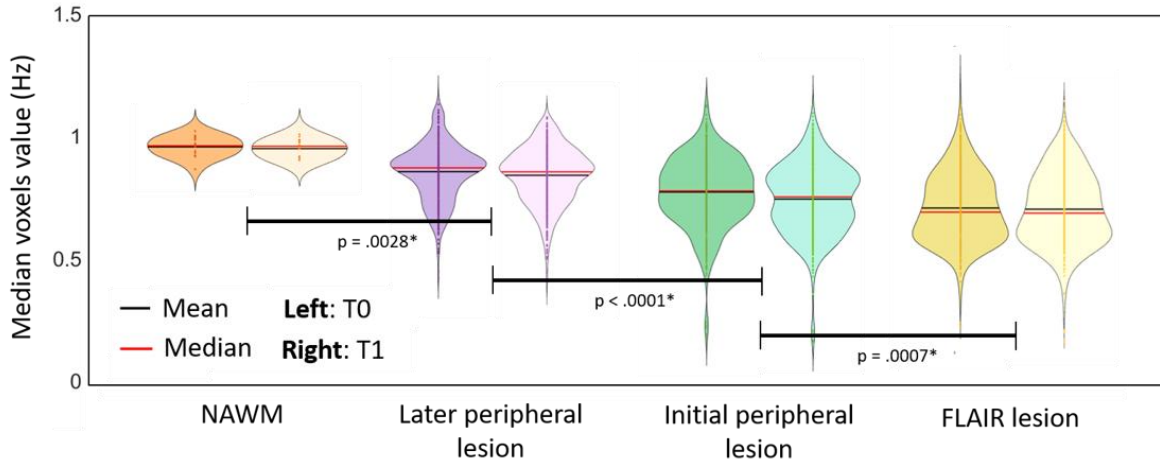 1.5
1
0.5
0
Median voxels value (Hz)
p = .0028*
p < .0001*
p = .0007*
Mean Left: T0
Median Right: T1
NAWM
Later peripheral
lesion
Initial peripheral
lesion
FLAIR lesion